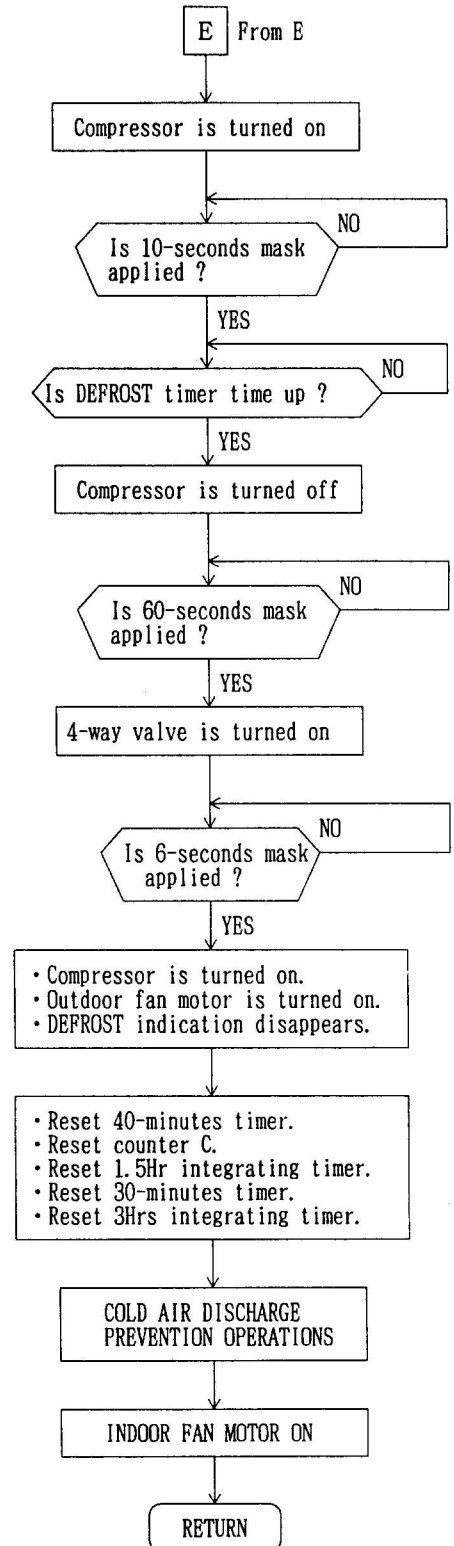 E From E
Compressor is turned on
NO
Is 10-seconds mask
applied ?
YES
NO
Is DEFROST timer time up ?
YES
Compressor is turned off
NO
Is 60-seconds mask
applied ?
YES
4-way valve is turned on
NO
Is 6-seconds mask
applied ?
YES
・Compressor is turned on.
・Outdoor fan motor is turned on.
・DEFROST indication disappears.
・Reset 40-minutes timer.
・Reset counter C.
・Reset 1.5Hr integrating timer.
・Reset 30-minutes timer.
・Reset 3Hrs integrating timer.
COLD AIR DISCHARGE
PREVENTION OPERATIONS
INDOOR FAN MOTOR ON
RETURN